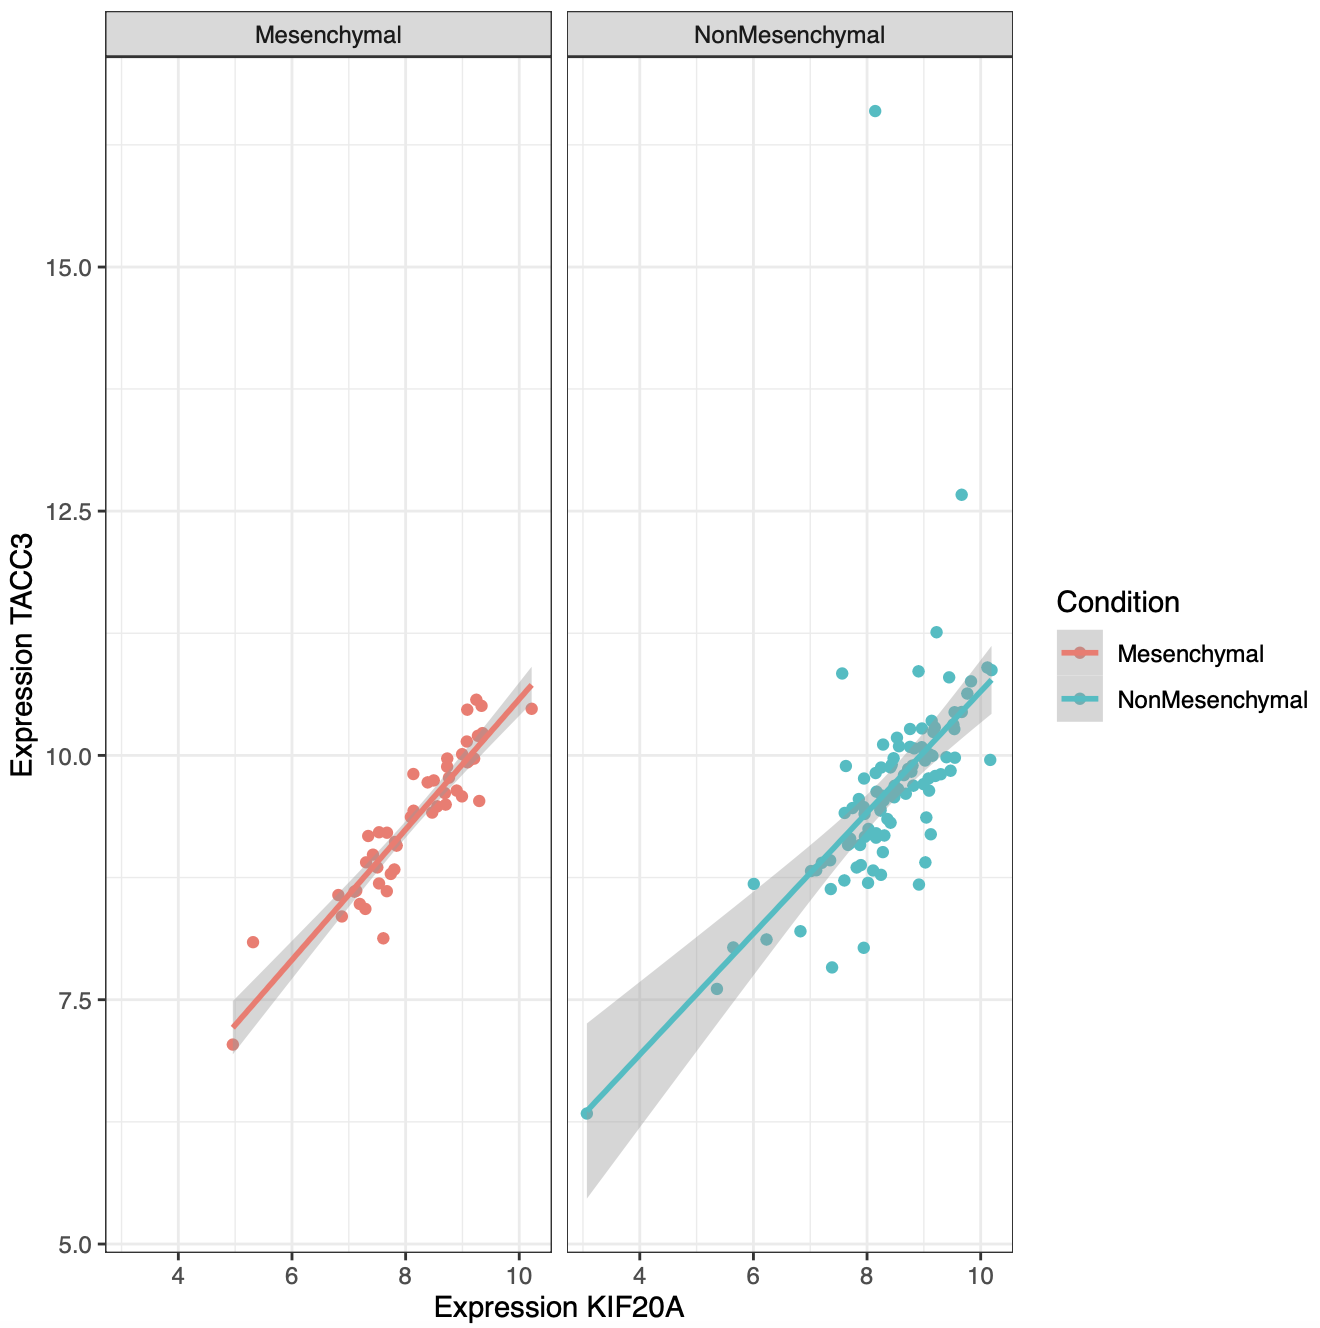 Mesenchymal
NonMesenchymal
15.0
12.5
10.0
7.5
5.0
Expression TACC3
4
6
8
10
4
6
8
10
Expression KIF20A
Condition
Mesenchymal
NonMesenchymal